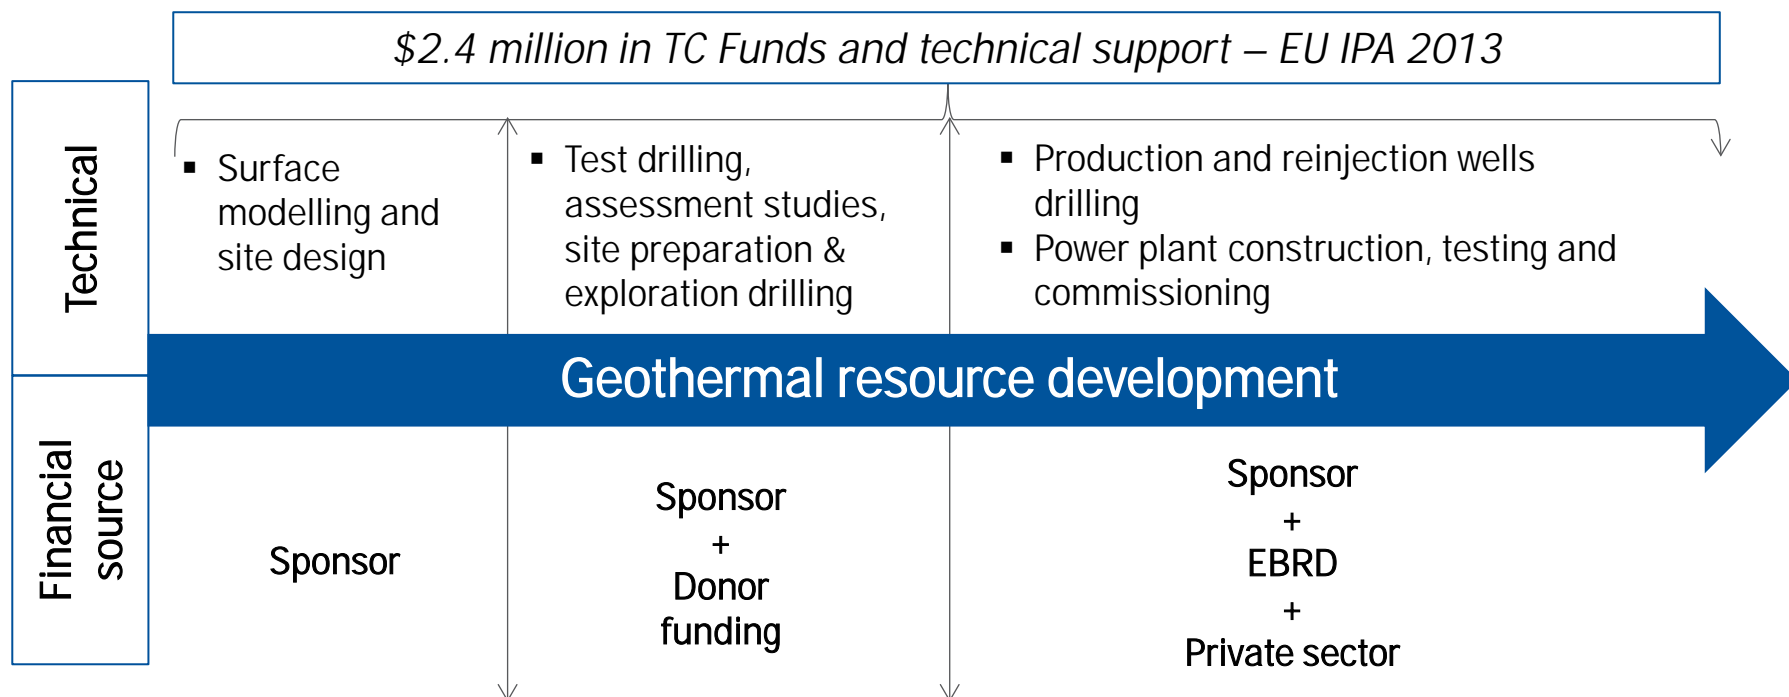 $2.4 million in TC Funds and technical support – EU IPA 2013
Technical
▪ Surface
modelling and
site design
▪ Test drilling,
assessment studies,
site preparation &
exploration drilling
▪ Production and reinjection wells
drilling
▪ Power plant construction, testing and
commissioning
Geothermal resource development
Financial
source
Sponsor
Sponsor
+
Donor
funding
Sponsor
+
EBRD
+
Private sector